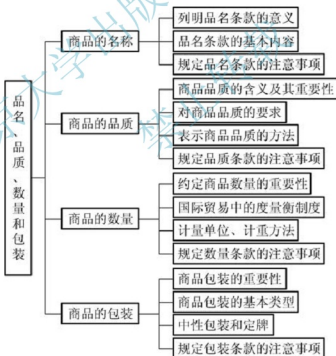 品名、品质、数量和包装
商品的名称
列明品名条款的意义
品名条款的基本内容
规定品名条款的注意事项
商品的品质
商品品质的含义及其重要性
对商品品质的要求
表示商品品质的方法
规定品质条款的注意事项
商品的数量
约定商品数量的重要性
国际贸易中的度量衡制度
计量单位、计重方法
规定数量条款的注意事项
商品的包装
商品包装的重要性
商品包装的基本类型
中性包装和定牌
规定包装条款的注意事项
大学出版